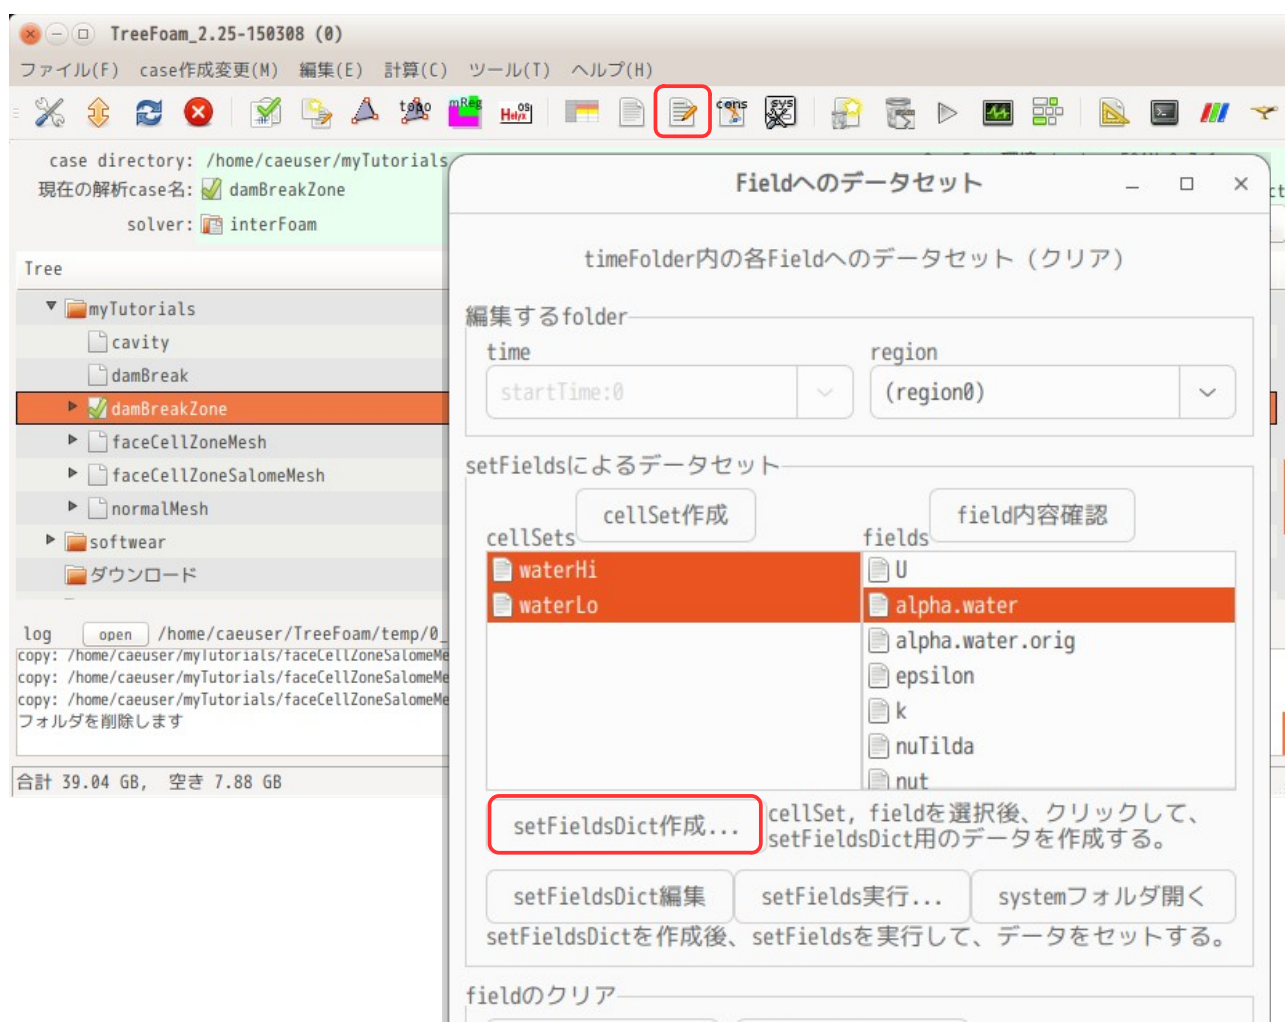 TreeFoam_2.25-150308 (0)
ファイル(F) case作成変更(M) 編集(E) 計算(C) ツール(T) ヘルプ(H)
topo
mReg
Helyx OS
cons
sys
case directory: /home/caeuser/myTutorials
現在の解析case名: damBreakZone
solver: interFoam
Tree
myTutorials
cavity
damBreak
damBreakZone
faceCellZoneMesh
faceCellZoneSalomeMesh
normalMesh
softwear
ダウンロード
log open /home/caeuser/TreeFoam/temp/0_
copy: /home/caeuser/myTutorials/faceCellZoneSalomeMe
copy: /home/caeuser/myTutorials/faceCellZoneSalomeMe
copy: /home/caeuser/myTutorials/faceCellZoneSalomeMe
フォルダを削除します
合計 39.04 GB, 空き 7.88 GB
Fieldへのデータセット
timeFolder内の各Fieldへのデータセット (クリア)
編集するfolder
time region
startTime:0 (region0)
setFieldsによるデータセット
cellSet作成 field内容確認
cellSets fields
waterHi
waterLo
U
alpha.water
alpha.water.orig
epsilon
k
nuTilda
nut
setFieldsDict作成...
cellSet, fieldを選択後、クリックして、
setFieldsDict用のデータを作成する。
setFieldsDict編集 setFields実行... systemフォルダ開く
setFieldsDictを作成後、setFieldsを実行して、データをセットする。
fieldのクリア